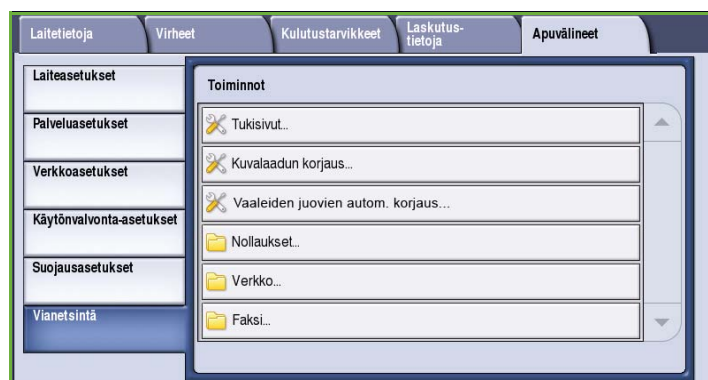 Laitetietoja
Virheet
Kulutustarvikkeet
Laskutus-
tietoja
Apuvälineet
Laiteasetukset
Palveluasetukset
Verkkoasetukset
Käytönvalvonta-asetukset
Suojausasetukset
Vianetsintä
Toiminnot
Tukisivut...
Kuvalaadun korjaus...
Vaaleiden juovien autom. korjaus...
Nollaukset...
Verkko...
Faksi...